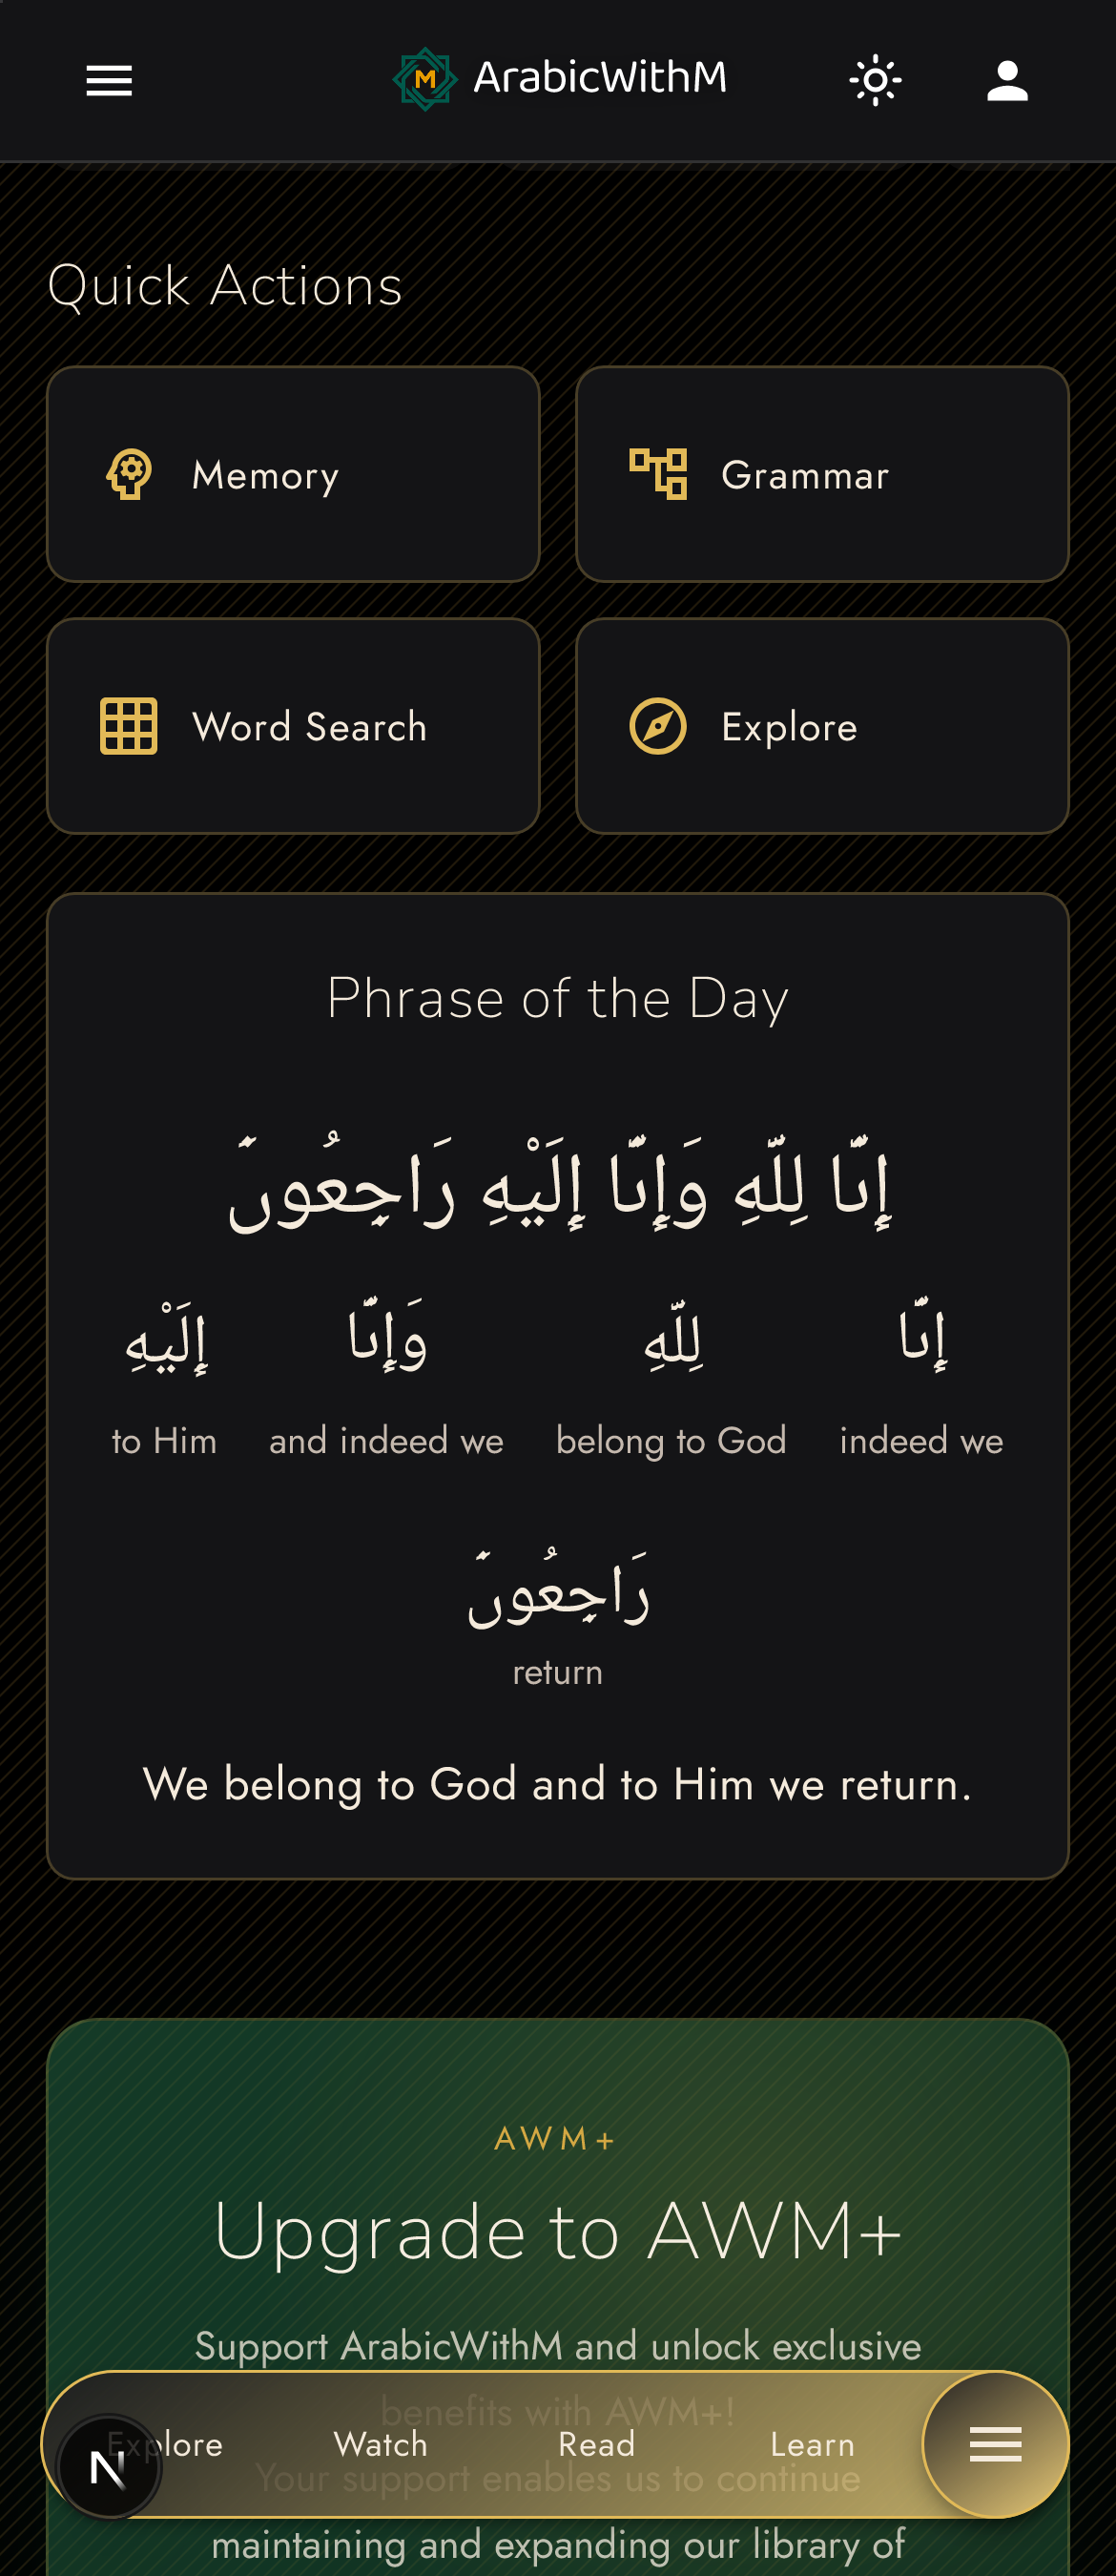 M ArabicWithM
Quick Actions
Memory
Grammar
Word Search
Explore
Phrase of the Day
إِنَّا لِلَّهِ وَإِنَّا إِلَيْهِ رَاجِعُونَ
إِنَّا لِلَّهِ وَإِنَّا إِلَيْهِ
indeed we belong to God and indeed we to Him
رَاجِعُونَ
return
We belong to God and to Him we return.
AWM+
Upgrade to AWM+
Support ArabicWithM and unlock exclusive
benefits with AWM+!
Explore Watch Read Learn
N
Your support enables us to continue
maintaining and expanding our library of